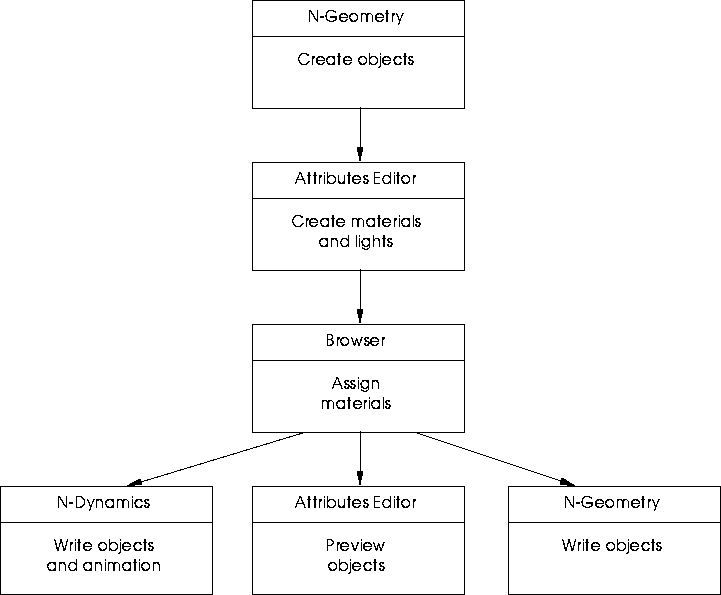 N-Geometry
Create objects
Attributes Editor
Create materials
and lights
Browser
Assign
materials
N-Dynamics
Write objects
and animation
Attributes Editor
Preview
objects
N-Geometry
Write objects